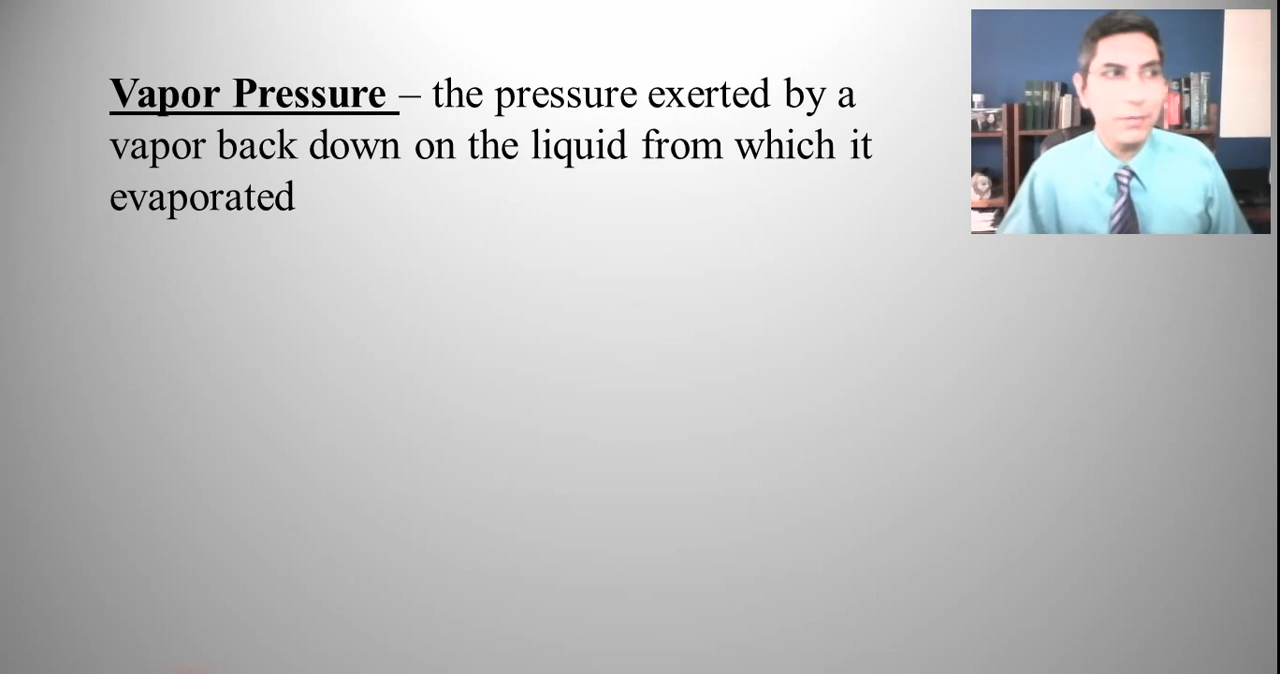 Vapor Pressure – the pressure exerted by a
vapor back down on the liquid from which it
evaporated